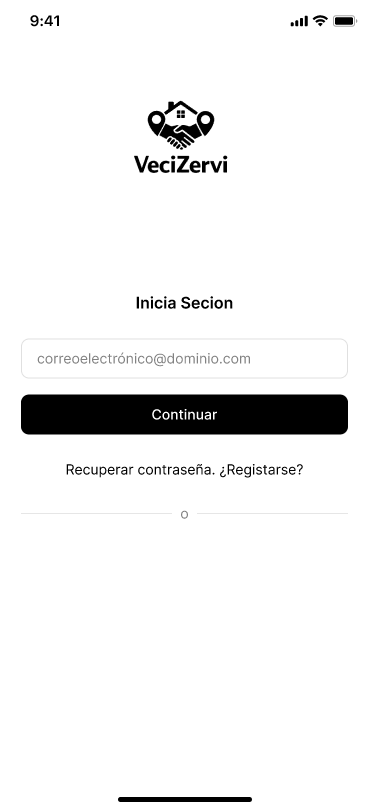 9:41
VeciZervi
Inicia Secion
correoelectrónico@dominio.com
Continuar
Recuperar contraseña. ¿Registarse?
o